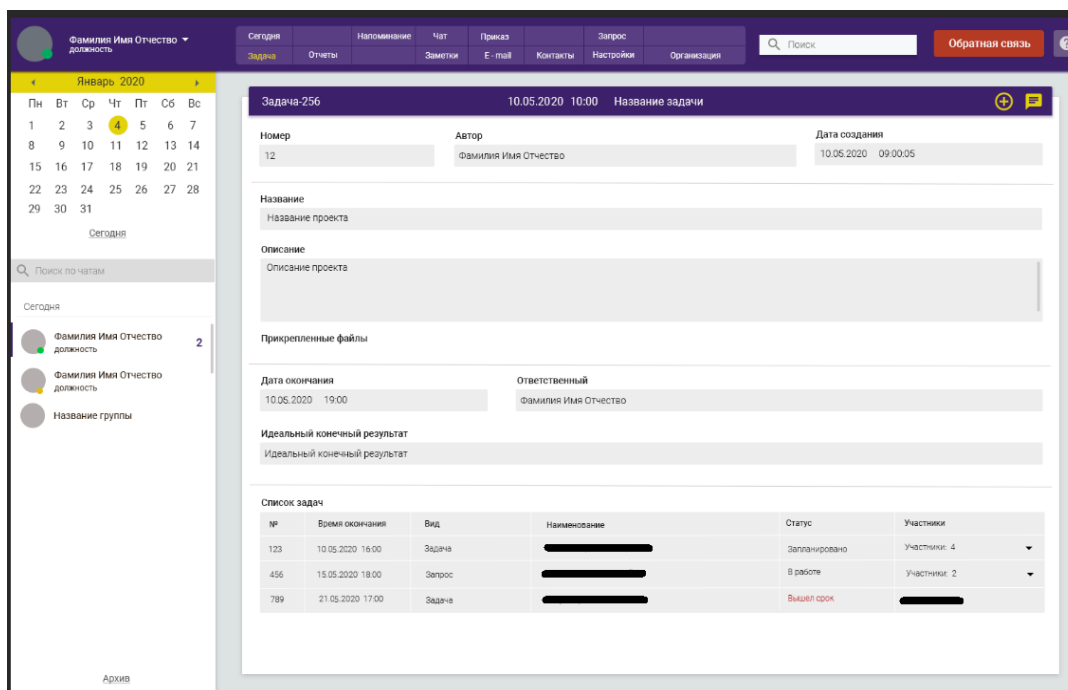 Фамилия Имя Отчество
должность
Сегодня Напоминание Чат Приказ Запрос
Задача Отчеты Заметки E - mail Контакты Настройки Организация
Поиск
Обратная связь
?
Январь 2020
Пн Вт Ср Чт Пт Сб Вс
1 2 3 4 5 6 7
8 9 10 11 12 13 14
15 16 17 18 19 20 21
22 23 24 25 26 27 28
29 30 31
Сегодня
Поиск по чатам
Сегодня
Фамилия Имя Отчество
должность
2
Фамилия Имя Отчество
должность
Название группы
Архив
Задача-256 10.05.2020 10:00 Название задачи
Номер Автор Дата создания
12 Фамилия Имя Отчество 10.05.2020 09:00:05
Название
Название проекта
Описание
Описание проекта
Прикрепленные файлы
Дата окончания Ответственный
10.05.2020 19:00 Фамилия Имя Отчество
Идеальный конечный результат
Идеальный конечный результат
Список задач
№ Время окончания Вид Наименование Статус Участники
123 10.05.2020 16:00 Задача Запланировано Участники: 4
456 15.05.2020 18:00 Запрос В работе Участники: 2
789 21.05.2020 17:00 Задача Вышел срок